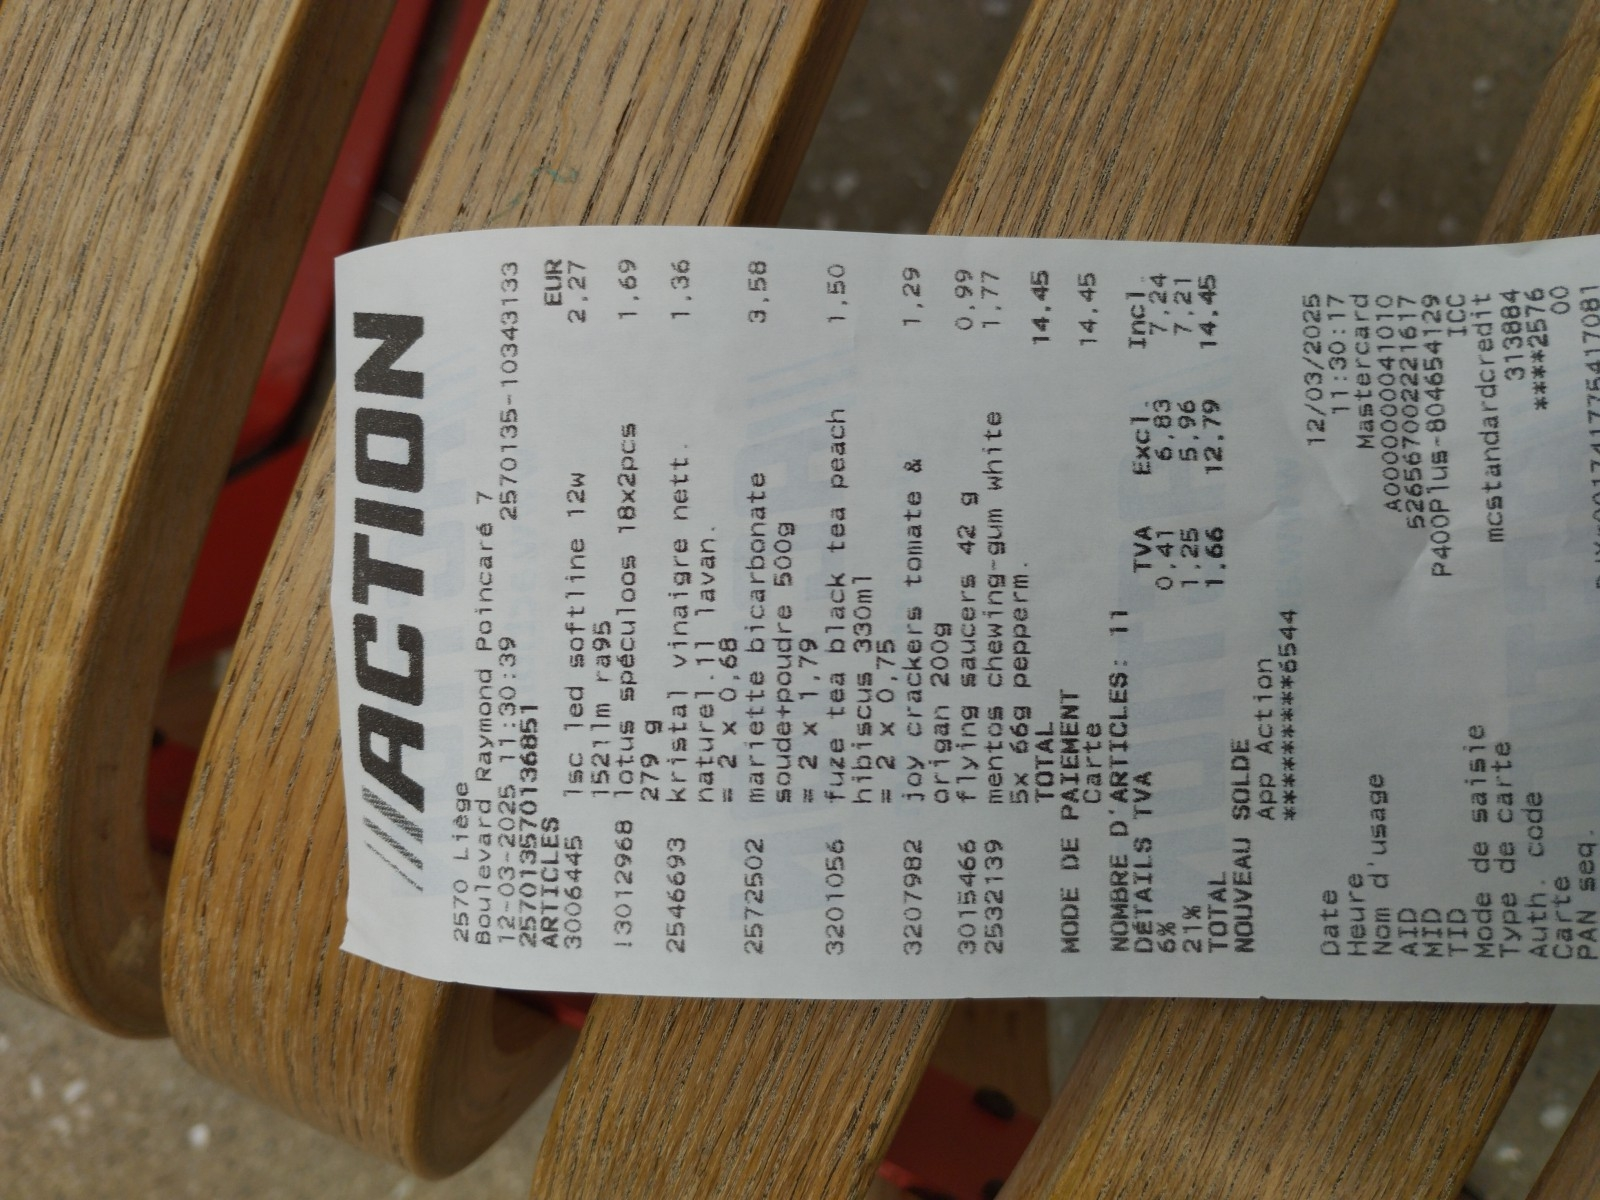 ///ACTION
2570 Liège
Boulevard Raymond Poincaré 7
12-03-2025 11:30:39 2570135-10343133
2570135701368​51
ARTICLES EUR
3006445 lsc led softline 12w 2,27
1521lm ra95
!3012968 lotus spéculoos 18x2pcs 1,69
279 g
2546693 kristal vinaigre nett. 1,36
naturel.1l lavan.
= 2 x 0,68
2572502 mariette bicarbonate 3,58
soude+poudre 500g
= 2 x 1,79
3201056 fuze tea black tea peach 1,50
hibiscus 330ml
= 2 x 0,75
3207982 joy crackers tomate & 1,29
origan 200g
3015466 flying saucers 42 g 0,99
2532139 mentos chewing-gum white 1,77
5x 66g pepperm.
TOTAL 14,45
MODE DE PAIEMENT
Carte 14,45
NOMBRE D'ARTICLES: 11
DÉTAILS TVA TVA Excl. Incl.
6% 0,41 6,83 7,24
21% 1,25 5,96 7,21
TOTAL 1,66 12,79 14,45
NOUVEAU SOLDE
App Action
************6544
Date 12/03/2025
Heure 11:30:17
Nom d'usage Mastercard
AID A0000000041010
MID 526567002221617
TID P400Plus-804654129
Mode de saisie ICC
Type de carte mcstandardcredit
Auth. code 313884
Carte ****2576
PAN seq. 00